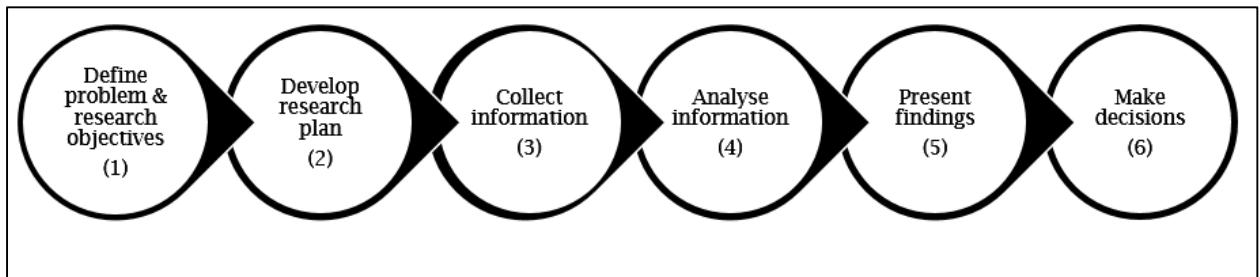 Define
problem &
research
objectives
(1)
Develop
research
plan
(2)
Collect
information
(3)
Analyse
information
(4)
Present
findings
(5)
Make
decisions
(6)